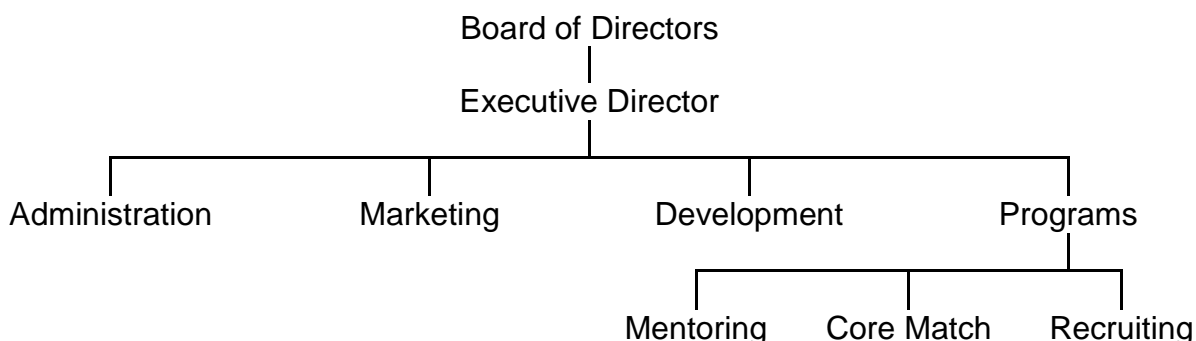 Board of Directors
Executive Director
Administration Marketing Development Programs
Mentoring Core Match Recruiting